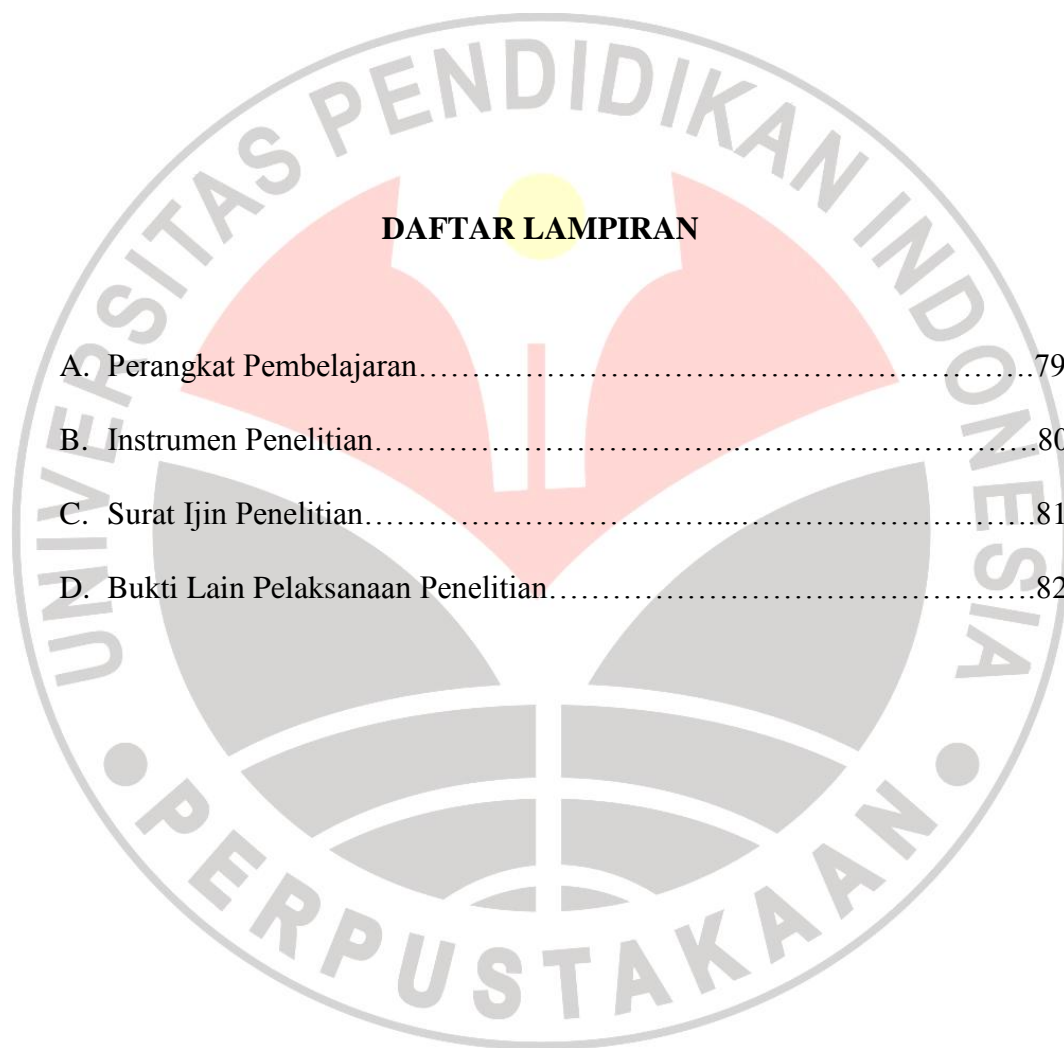 UNIVERSITAS PENDIDIKAN INDONESIA
DAFTAR LAMPIRAN
A. Perangkat Pembelajaran……………………………………………………………79
B. Instrumen Penelitian……………………………...………………………80
C. Surat Ijin Penelitian……………………………...………………………81
D. Bukti Lain Pelaksanaan Penelitian………………………………………82
PERPUSTAKAAN